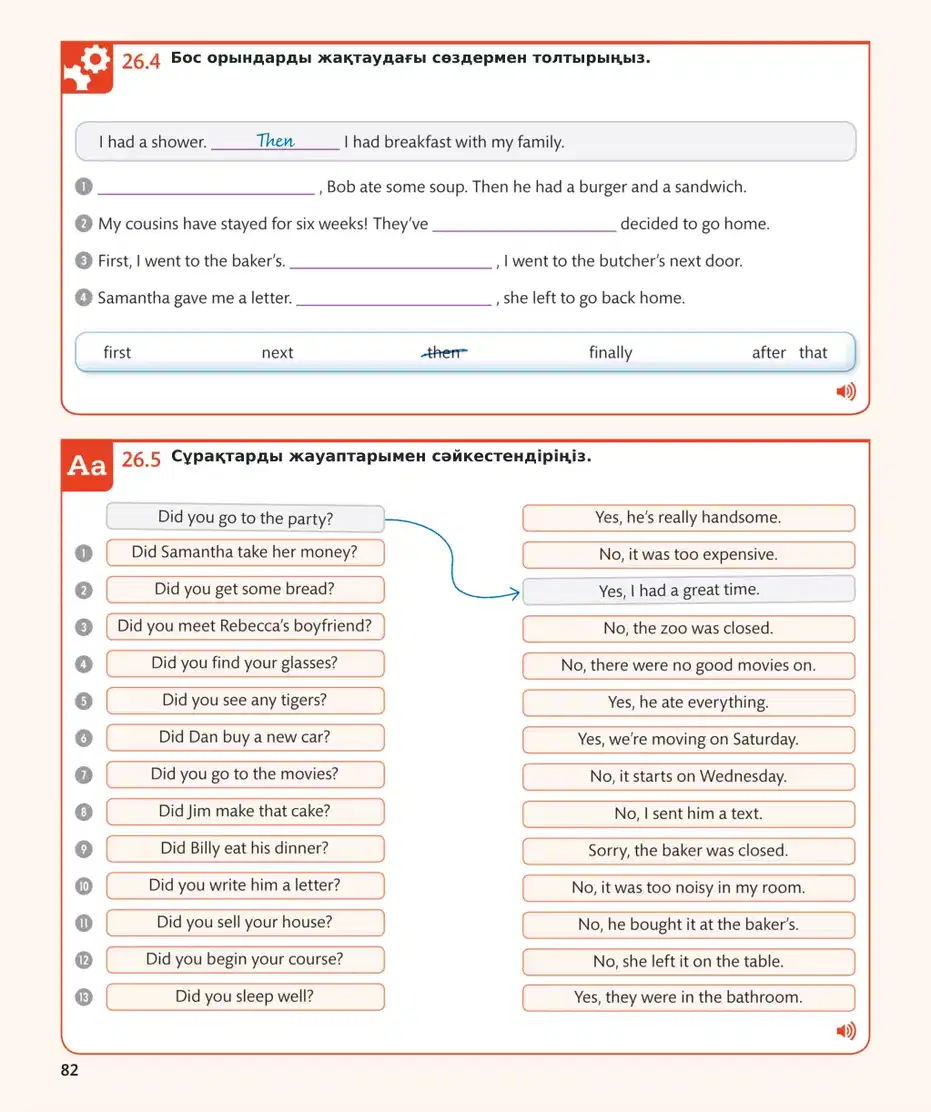 26.4 Бос орындарды жақтаудағы сөздермен толтырыңыз.
I had a shower. Then I had breakfast with my family.
1 , Bob ate some soup. Then he had a burger and a sandwich.
2 My cousins have stayed for six weeks! They’ve decided to go home.
3 First, I went to the baker’s. , I went to the butcher’s next door.
4 Samantha gave me a letter. , she left to go back home.
first next then finally after that
Aa 26.5 Сұрақтарды жауаптарымен сәйкестендіріңіз.
Did you go to the party? Yes, he’s really handsome.
1 Did Samantha take her money? No, it was too expensive.
2 Did you get some bread? Yes, I had a great time.
3 Did you meet Rebecca’s boyfriend? No, the zoo was closed.
4 Did you find your glasses? No, there were no good movies on.
5 Did you see any tigers? Yes, he ate everything.
6 Did Dan buy a new car? Yes, we’re moving on Saturday.
7 Did you go to the movies? No, it starts on Wednesday.
8 Did Jim make that cake? No, I sent him a text.
9 Did Billy eat his dinner? Sorry, the baker was closed.
10 Did you write him a letter? No, it was too noisy in my room.
11 Did you sell your house? No, he bought it at the baker’s.
12 Did you begin your course? No, she left it on the table.
13 Did you sleep well? Yes, they were in the bathroom.
82